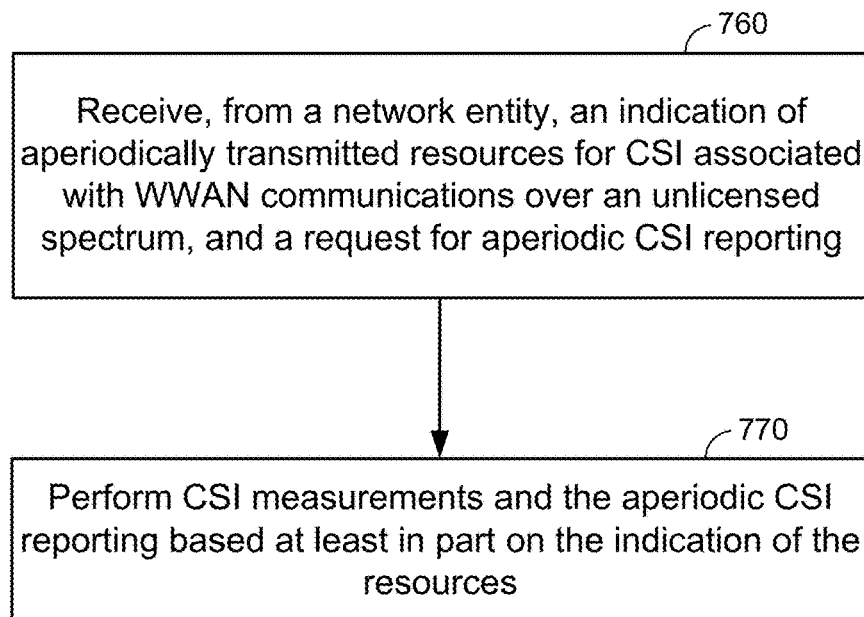 760
Receive, from a network entity, an indication of
aperiodically transmitted resources for CSI associated
with WWAN communications over an unlicensed
spectrum, and a request for aperiodic CSI reporting
770
Perform CSI measurements and the aperiodic CSI
reporting based at least in part on the indication of the
resources